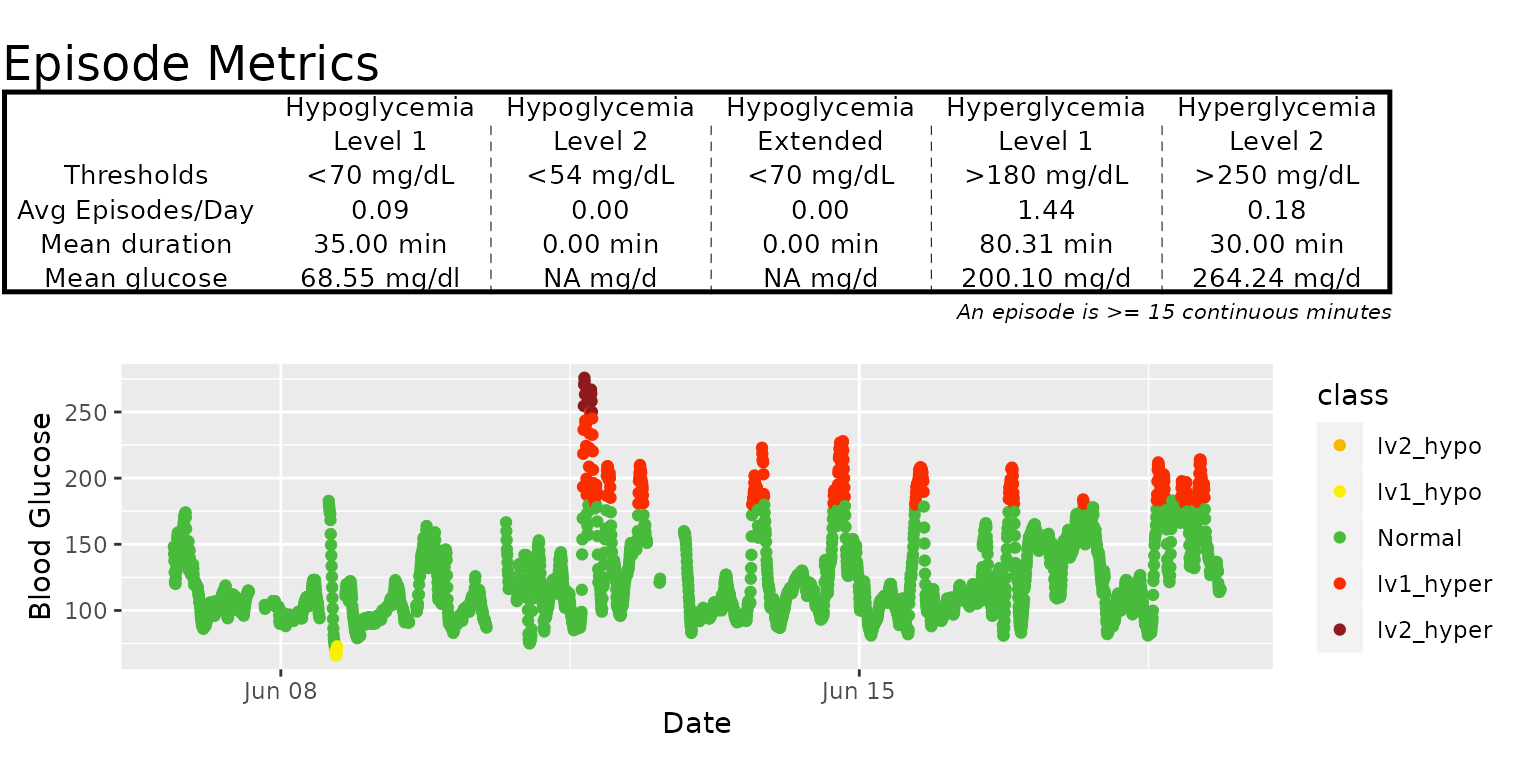 Episode Metrics
Hypoglycemia Hypoglycemia Hypoglycemia Hyperglycemia Hyperglycemia
Level 1 Level 2 Extended Level 1 Level 2
Thresholds <70 mg/dL <54 mg/dL <70 mg/dL >180 mg/dL >250 mg/dL
Avg Episodes/Day 0.09 0.00 0.00 1.44 0.18
Mean duration 35.00 min 0.00 min 0.00 min 80.31 min 30.00 min
Mean glucose 68.55 mg/dl NA mg/d NA mg/d 200.10 mg/d 264.24 mg/d
An episode is >= 15 continuous minutes
Blood Glucose
250
200
150
100
Jun 08 Jun 15
Date
class
lv2_hypo
lv1_hypo
Normal
lv1_hyper
lv2_hyper